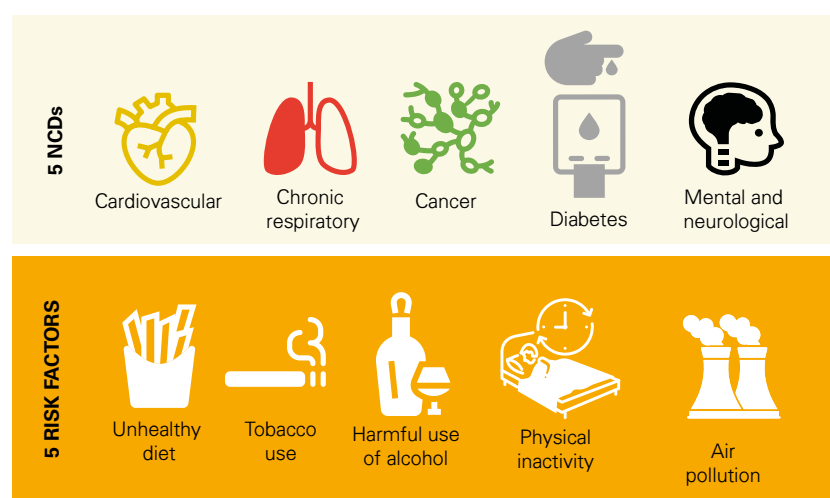 5 NCDs
Cardiovascular
Chronic
respiratory
Cancer
Diabetes
Mental and
neurological
5 RISK FACTORS
Unhealthy
diet
Tobacco
use
Harmful use
of alcohol
Physical
inactivity
Air
pollution